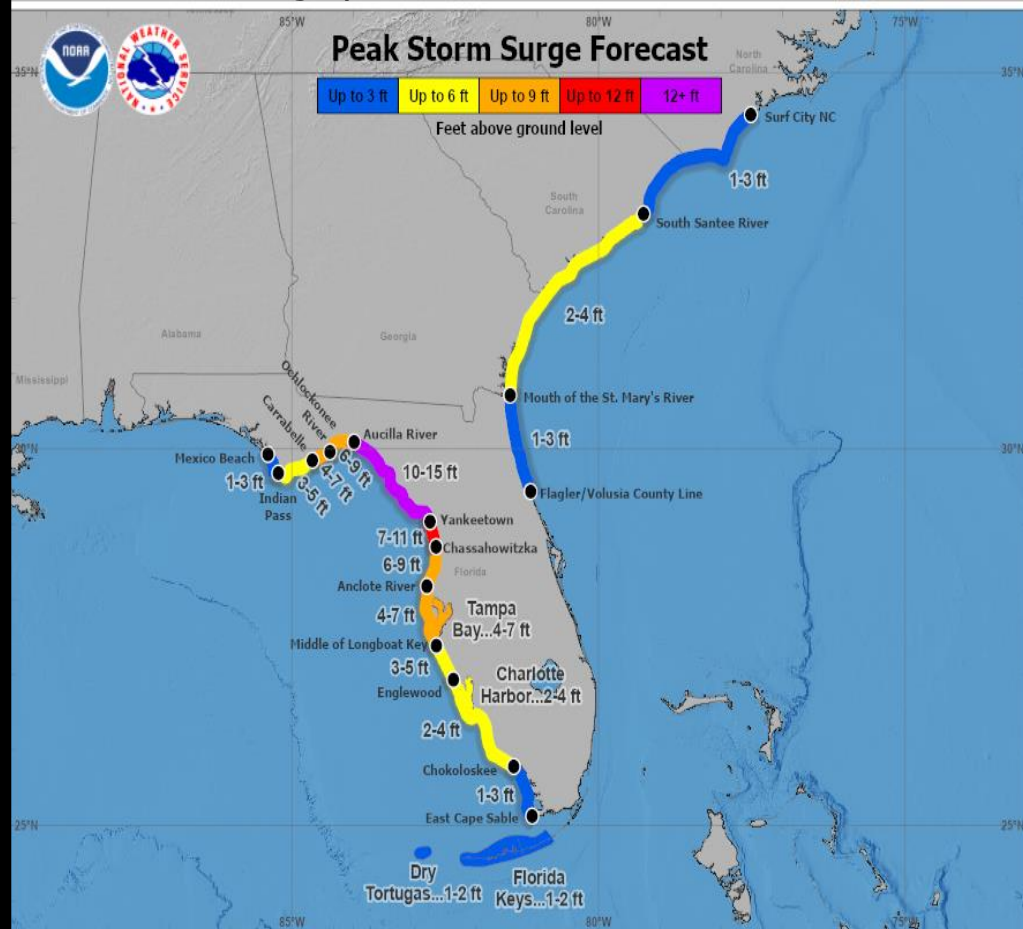 85°W
80°W
75°W
NOAA
NATIONAL WEATHER SERVICE
Peak Storm Surge Forecast
North
Carolina
35°N
35°N
Up to 3 ft
Up to 6 ft
Up to 9 ft
Up to 12 ft
12+ ft
Feet above ground level
Surf City NC
1-3 ft
South
Carolina
South Santee River
2-4 ft
Alabama
Georgia
Mississippi
Mouth of the St. Mary's River
Ochlockonee
River
Carrabelle
Aucilla River
30°N
30°N
Mexico Beach
1-3 ft
Indian
Pass
3-5 ft
4-7 ft
6-9 ft
10-15 ft
1-3 ft
Flagler/Volusia County Line
Yankeetown
7-11 ft
Chassahowitzka
6-9 ft
Florida
Anclote River
4-7 ft
Tampa
Bay...4-7 ft
Middle of Longboat Key
3-5 ft
Charlotte
Harbor...2-4 ft
Englewood
2-4 ft
Chokoloskee
1-3 ft
East Cape Sable
25°N
25°N
Dry
Tortugas...1-2 ft
Florida
Keys...1-2 ft
85°W
80°W
75°W